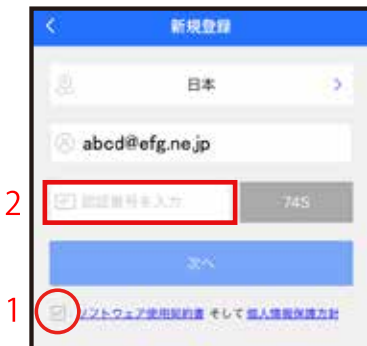 新規登録
日本
abcd@efg.ne.jp
2
認証番号を入力
74S
次へ
1
ソフトウェア使用契約書 そして 個人情報保護方針